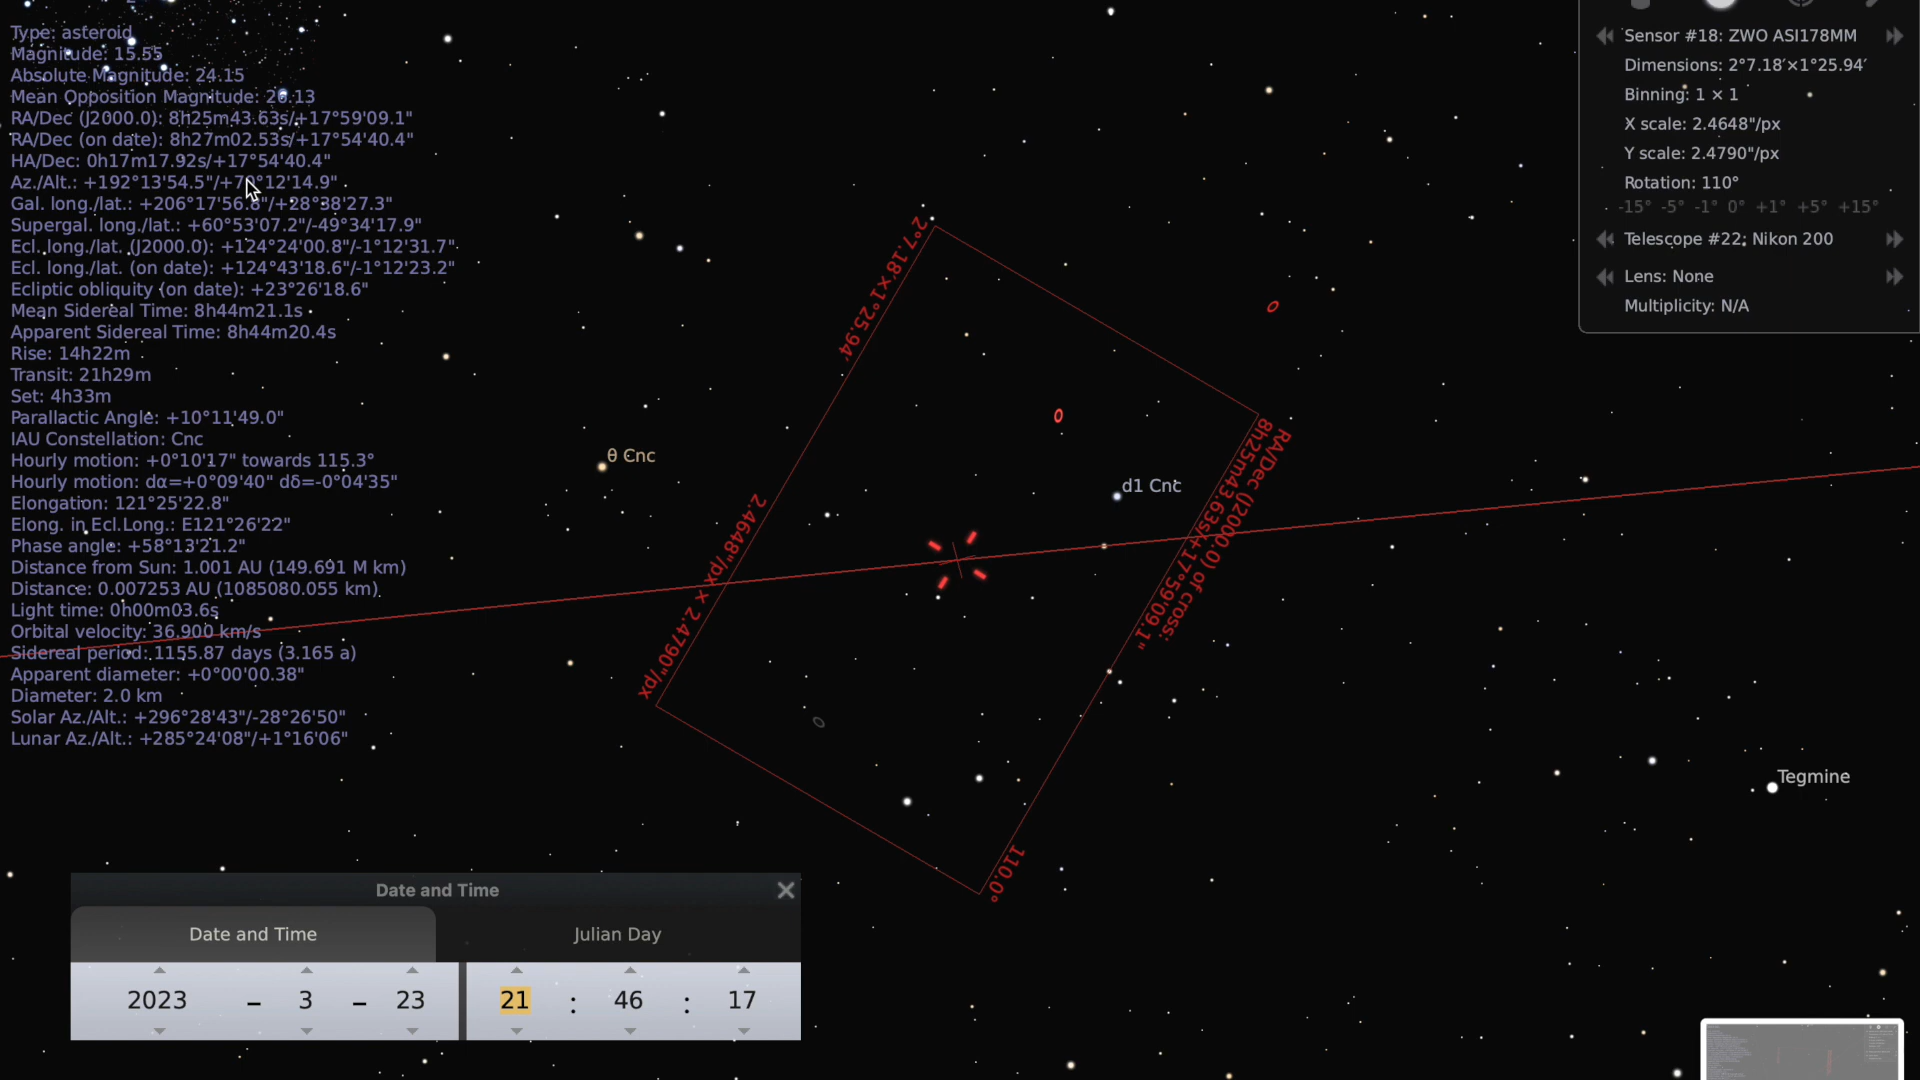 Type: asteroid
Magnitude: 15.55
Absolute Magnitude: 24.15
Mean Opposition Magnitude: 26.13
RA/Dec (J2000.0): 8h25m43.63s/+17°59'09.1"
RA/Dec (on date): 8h27m02.53s/+17°54'40.4"
HA/Dec: 0h17m17.92s/+17°54'40.4"
Az./Alt.: +192°13'54.5"/+70°12'14.9"
Gal. long./lat.: +206°17'56.8"/+28°38'27.3"
Supergal. long./lat.: +60°53'07.2"/-49°34'17.9"
Ecl. long./lat. (J2000.0): +124°24'00.8"/-1°12'31.7"
Ecl. long./lat. (on date): +124°43'18.6"/-1°12'23.2"
Ecliptic obliquity (on date): +23°26'18.6"
Mean Sidereal Time: 8h44m21.1s
Apparent Sidereal Time: 8h44m20.4s
Rise: 14h22m
Transit: 21h29m
Set: 4h33m
Parallactic Angle: +10°11'49.0"
IAU Constellation: Cnc
Hourly motion: +0°10'17" towards 115.3°
Hourly motion: dα=+0°09'40" dδ=-0°04'35"
Elongation: 121°25'22.8"
Elong. in Ecl.Long.: E121°26'22"
Phase angle: +58°13'21.2"
Distance from Sun: 1.001 AU (149.691 M km)
Distance: 0.007253 AU (1085080.055 km)
Light time: 0h00m03.6s
Orbital velocity: 36.900 km/s
Sidereal period: 1155.87 days (3.165 a)
Apparent diameter: +0°00'00.38"
Diameter: 2.0 km
Solar Az./Alt.: +296°28'43"/-28°26'50"
Lunar Az./Alt.: +285°24'08"/+1°16'06"
Sensor #18: ZWO ASI178MM
Dimensions: 2°7.18′×1°25.94′
Binning: 1 × 1
X scale: 2.4648"/px
Y scale: 2.4790"/px
Rotation: 110°
-15° -5° -1° 0° +1° +5° +15°
Telescope #22: Nikon 200
Lens: None
Multiplicity: N/A
2°7.18′×1°25.94′
θ Cnc
d1 Cnc
2.4648"/px × 2.4790"/px
RA/Dec (J2000.0) of cross:
8h25m43.63s/+17°59'09.1"
110.0°
Tegmine
Date and Time
Date and Time
Julian Day
2023 – 3 – 23 21 : 46 : 17